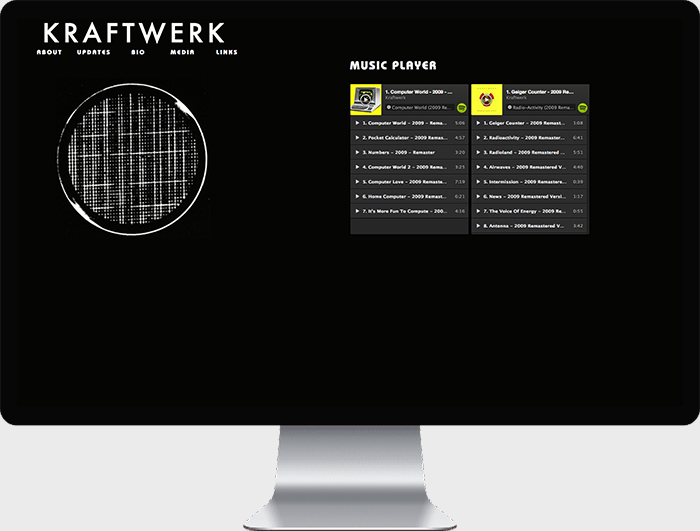 KRAFTWERK
ABOUT UPDATES BIO MEDIA LINKS
MUSIC PLAYER
1. Computer World - 2009 - ...
Kraftwerk
Computer World (2009 Re...
1. Computer World - 2009 - Rema... 5:06
2. Pocket Calculator - 2009 Remas... 4:57
3. Numbers - 2009 - Remaster 3:20
4. Computer World 2 - 2009 Remas... 3:25
5. Computer Love - 2009 Remaste... 7:19
6. Home Computer - 2009 Remast... 6:21
7. It's More Fun To Compute - 200... 4:16
1. Geiger Counter - 2009 Re...
Kraftwerk
Radio-Activity (2009 Rema...
1. Geiger Counter - 2009 Remast... 1:08
2. Radioactivity - 2009 Remaster... 6:41
3. Radioland - 2009 Remastered ... 5:51
4. Airwaves - 2009 Remastered V... 4:53
5. Intermission - 2009 Remastere... 0:39
6. News - 2009 Remastered Versi... 1:17
7. The Voice Of Energy - 2009 Re... 0:55
8. Antenna - 2009 Remastered V... 3:42